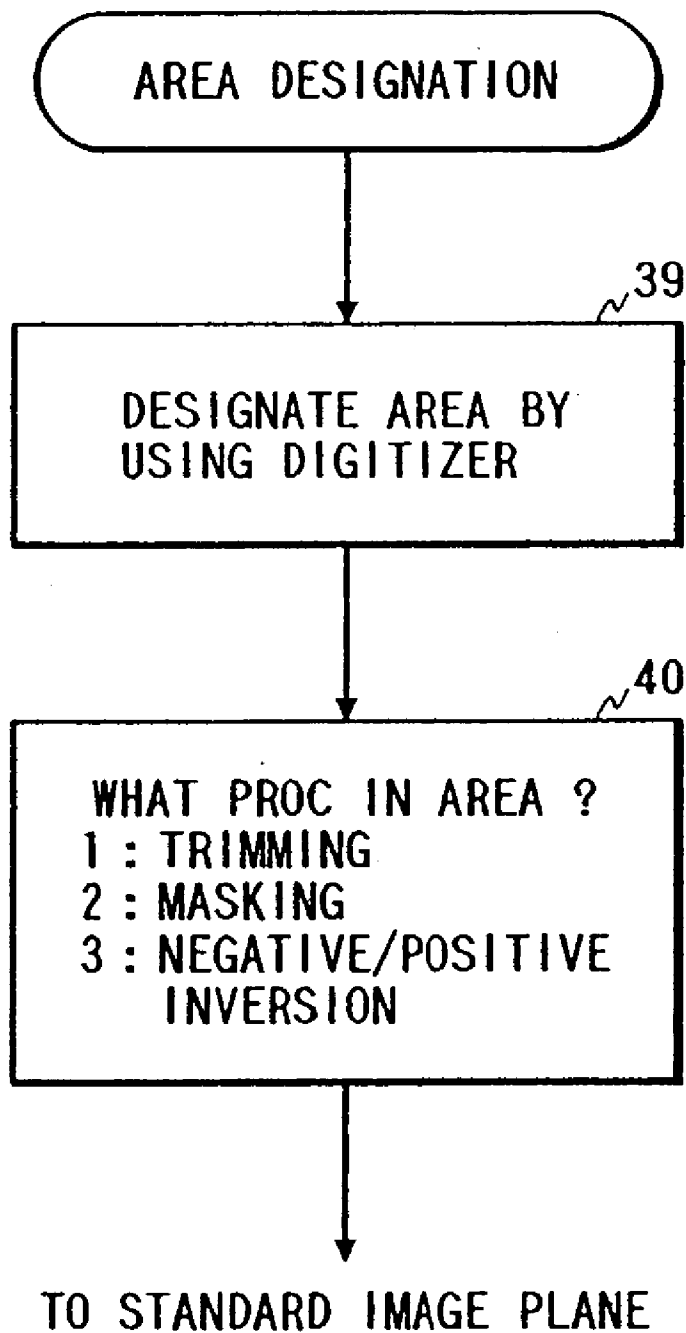 AREA DESIGNATION
39
DESIGNATE AREA BY
USING DIGITIZER
40
WHAT PROC IN AREA ?
1 : TRIMMING
2 : MASKING
3 : NEGATIVE/POSITIVE
INVERSION
TO STANDARD IMAGE PLANE